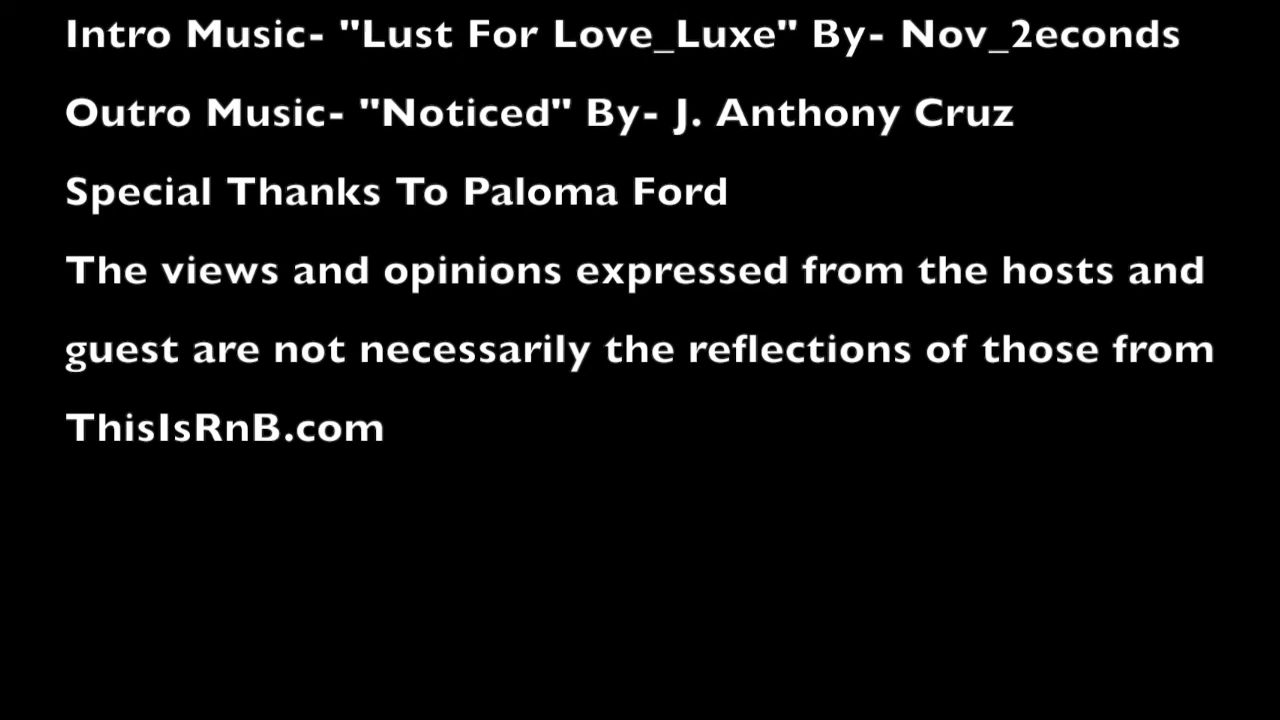 Intro Music- "Lust For Love_Luxe" By- Nov_2econds
Outro Music- "Noticed" By- J. Anthony Cruz
Special Thanks To Paloma Ford
The views and opinions expressed from the hosts and
guest are not necessarily the reflections of those from
ThisIsRnB.com